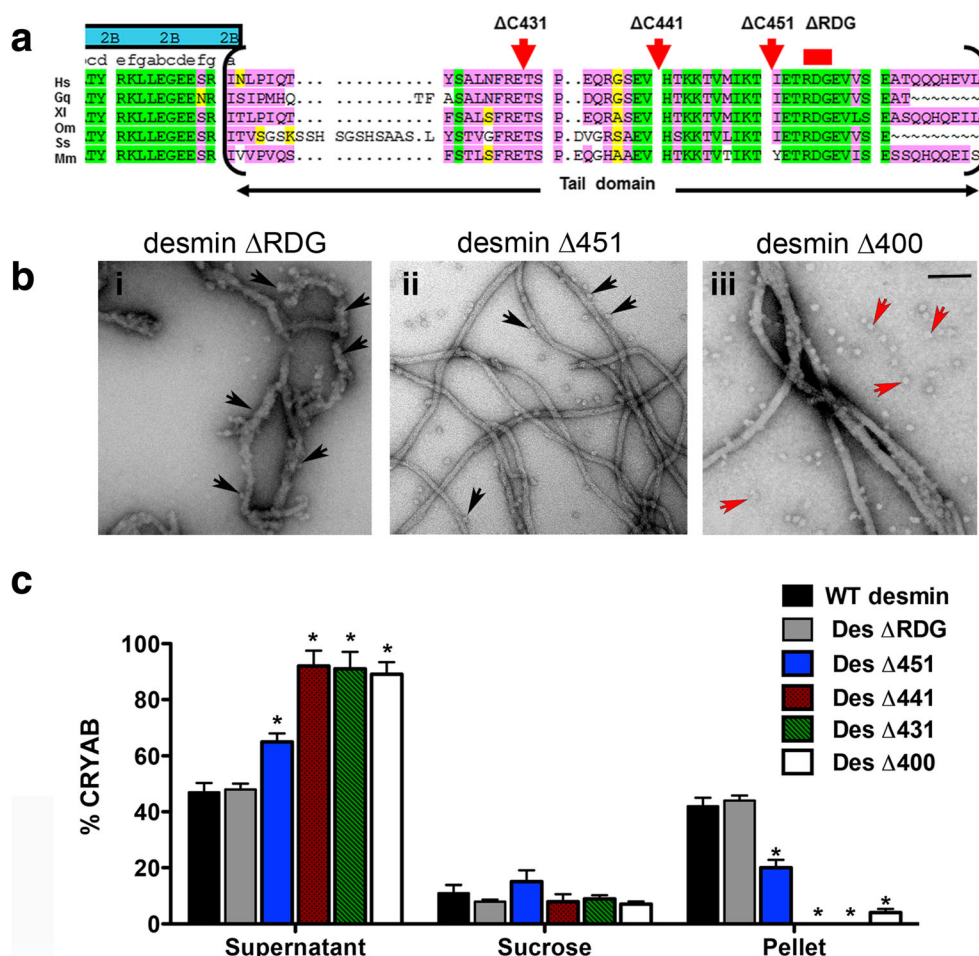 a
ΔC431 ΔC441 ΔC451 ΔRDG
2B 2B 2B
cd efgabcdefg a
Hs TY RKLLEGEESR INLPIQT............ YSALNFRETS P..EQRGSEV HTKKTVMIKT IETRDGEVVS EATQQQHEVL
Gq TY RKLLEGEENR ISIPMHQ.........TF ASALNFRETS P..DQRGSEV HTKKTVMIKT IETRDGEVVS EAT~~~~~~~
Xl TY RKLLEGEESR ITLPIQT............ FSALSFRETS P..EQRASEV HTKKTVMIKT IETRDGEVLS EASQQHQEIL
Om
Ss TY RKLLEGEESR ITVSGSKSSH SGSHSAAS.L YSTVGFRETS P.DVGRSAEV HTKKTVLIKT IETRDGEVIS E~~~~~~~~~
Mm TY RKLLEGEESR IVVPVQS............ FSTLSFRETS P.EQGHAAEV HSKKTVTIKT YETRDGEVIS ESSQHQQEIS
Tail domain
b
desmin ΔRDG desmin Δ451 desmin Δ400
i ii iii
c
WT desmin
Des ΔRDG
Des Δ451
Des Δ441
Des Δ431
Des Δ400
% CRYAB
100
80
60
40
20
0
* * * *
* * * *
Supernatant Sucrose Pellet